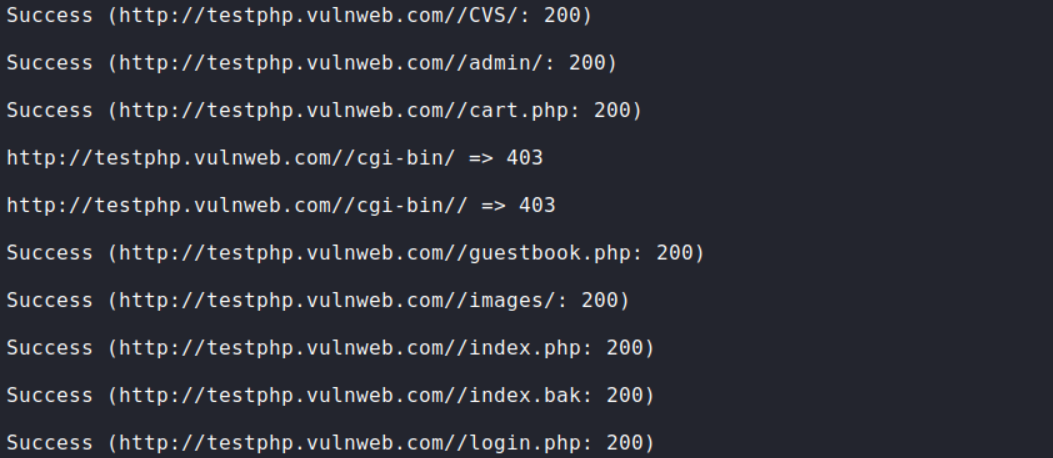 Success (http://testphp.vulnweb.com//CVS/: 200)
Success (http://testphp.vulnweb.com//admin/: 200)
Success (http://testphp.vulnweb.com//cart.php: 200)
http://testphp.vulnweb.com//cgi-bin/ => 403
http://testphp.vulnweb.com//cgi-bin// => 403
Success (http://testphp.vulnweb.com//guestbook.php: 200)
Success (http://testphp.vulnweb.com//images/: 200)
Success (http://testphp.vulnweb.com//index.php: 200)
Success (http://testphp.vulnweb.com//index.bak: 200)
Success (http://testphp.vulnweb.com//login.php: 200)